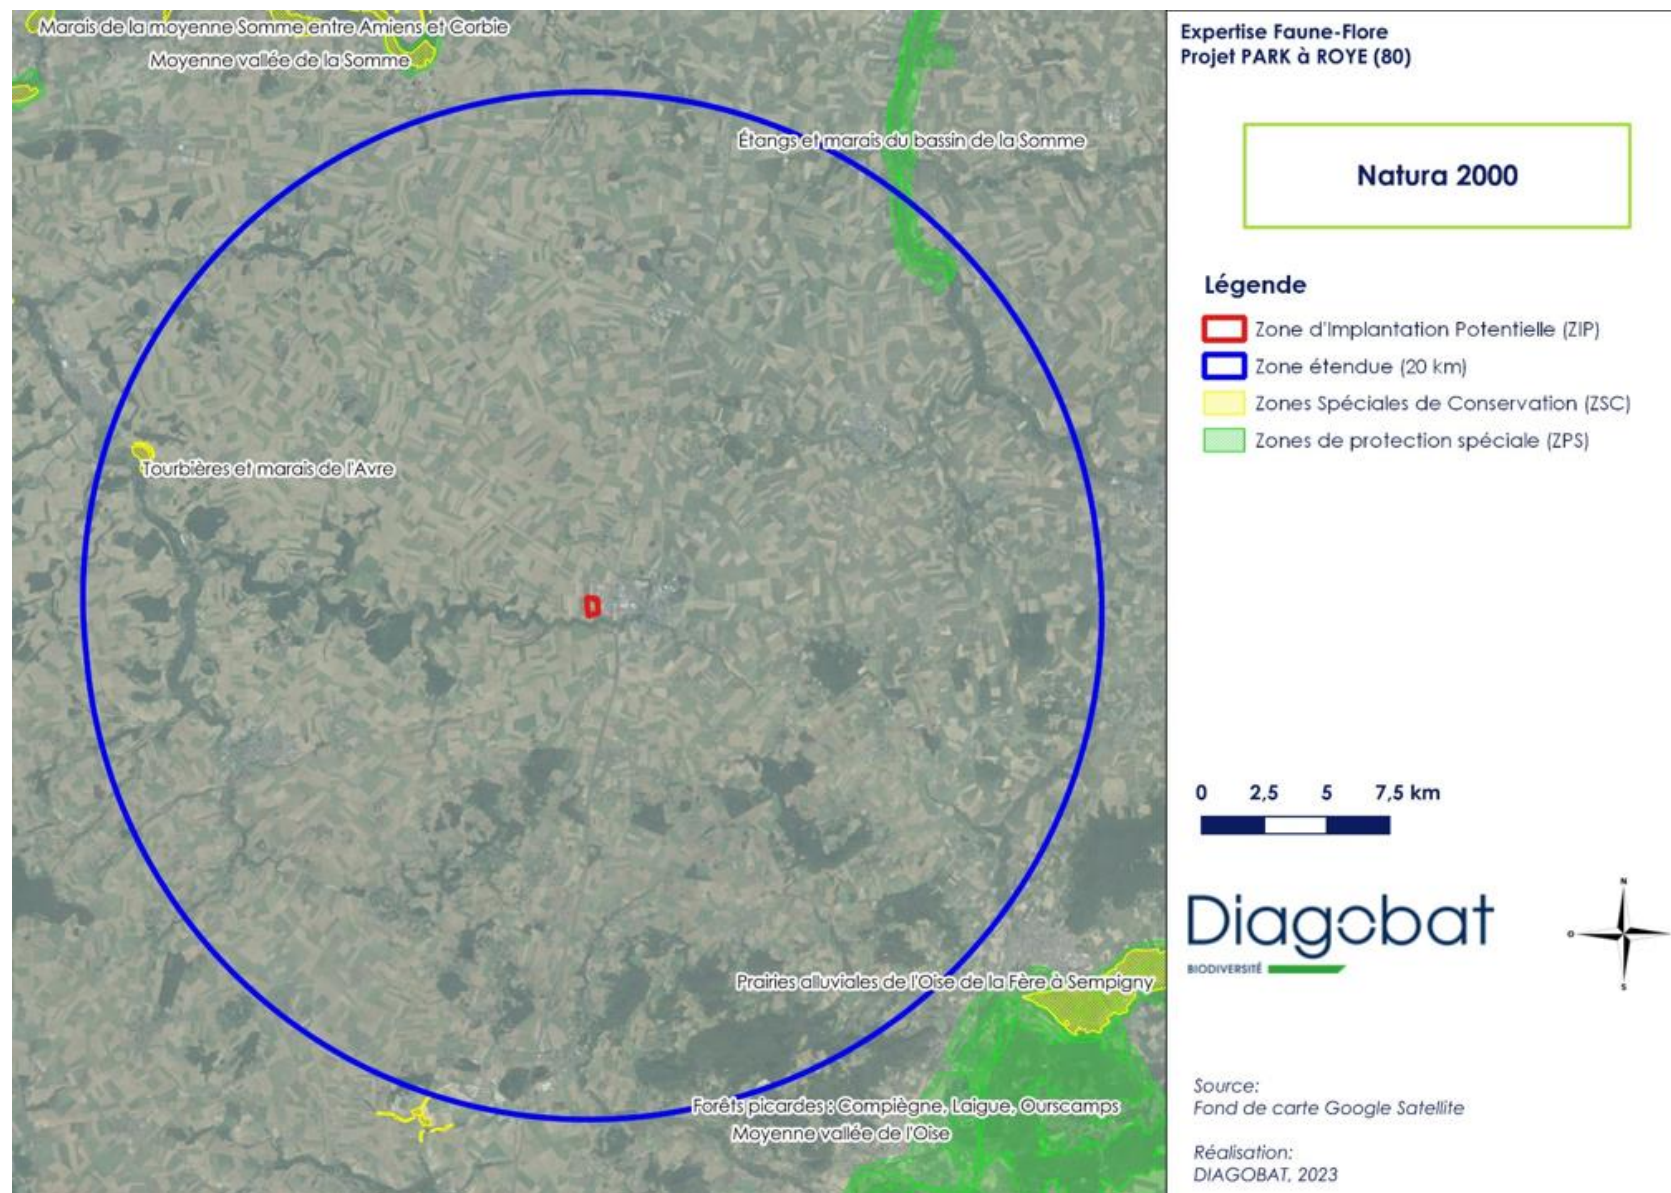 Marais de la moyenne Somme entre Amiens et Corbie
Moyenne vallée de la Somme
Étangs et marais du bassin de la Somme
Tourbières et marais de l'Avre
Prairies alluviales de l'Oise de la Fère à Sempigny
Forêts picardes : Compiègne, Laigue, Ourscamps
Moyenne vallée de l'Oise
Expertise Faune-Flore
Projet PARK à ROYE (80)
Natura 2000
Légende
Zone d'Implantation Potentielle (ZIP)
Zone étendue (20 km)
Zones Spéciales de Conservation (ZSC)
Zones de protection spéciale (ZPS)
0 2,5 5 7,5 km
Diagobat
BIODIVERSITÉ
N
O
S
Source:
Fond de carte Google Satellite
Réalisation:
DIAGOBAT, 2023